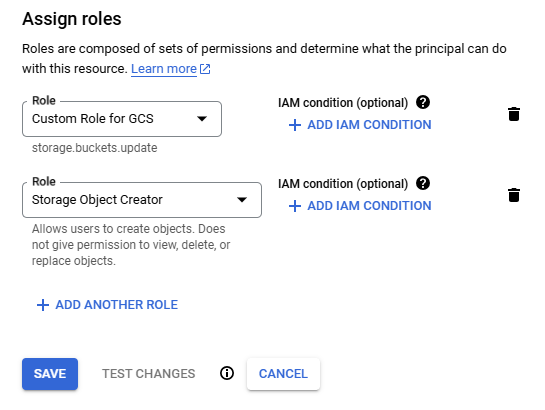 Assign roles
Roles are composed of sets of permissions and determine what the principal can do
with this resource. Learn more
Role
Custom Role for GCS
storage.buckets.update
IAM condition (optional)
ADD IAM CONDITION
Role
Storage Object Creator
Allows users to create objects. Does
not give permission to view, delete, or
replace objects.
IAM condition (optional)
ADD IAM CONDITION
ADD ANOTHER ROLE
SAVE TEST CHANGES CANCEL